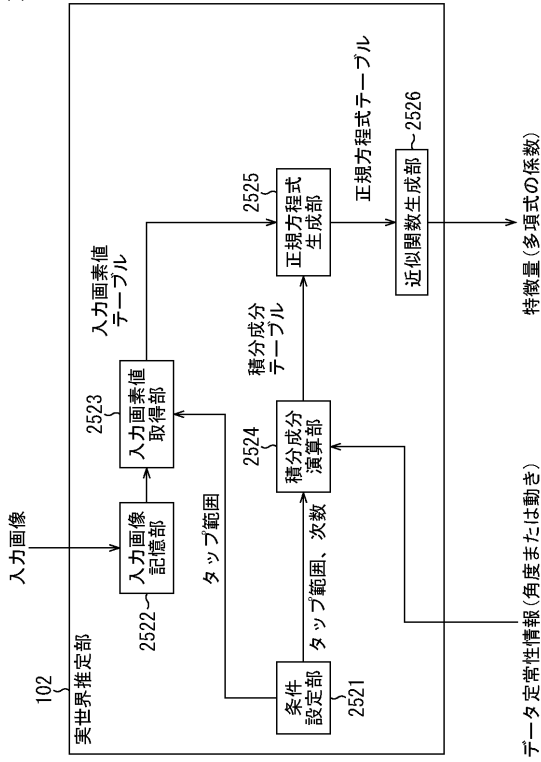 102
実世界推定部
入力画像
2522
入力画像
記憶部
2523
入力画素値
取得部
入力画素値
テーブル
タップ範囲
条件
設定部
2521
タップ範囲、次数
2524
積分成分
演算部
積分成分
テーブル
2525
正規方程式
生成部
正規方程式テーブル
2526
近似関数生成部
データ定常性情報(角度または動き)
特徴量(多項式の係数)